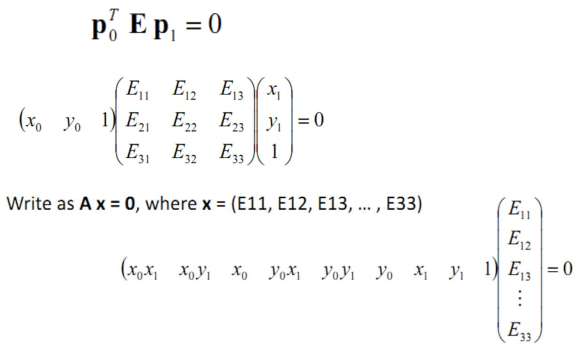 p₀ᵀ E p₁ = 0
(x₀ y₀ 1) (E₁₁ E₁₂ E₁₃
E₂₁ E₂₂ E₂₃
E₃₁ E₃₂ E₃₃) (x₁
y₁
1) = 0
Write as A x = 0, where x = (E11, E12, E13, ... , E33)
(x₀x₁ x₀y₁ x₀ y₀x₁ y₀y₁ y₀ x₁ y₁ 1) (E₁₁
E₁₂
E₁₃
⋮
E₃₃) = 0